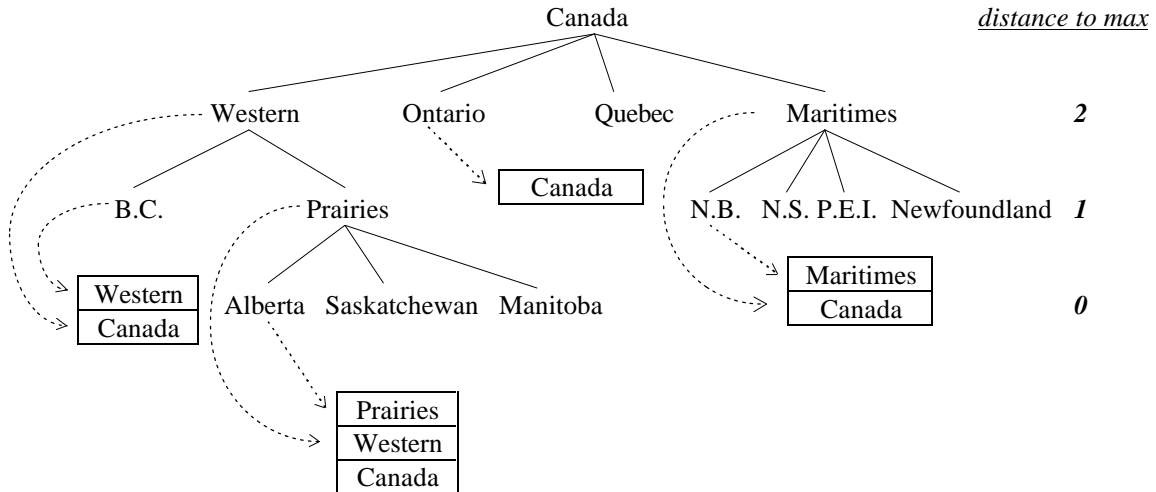 Canada distance to max
Western Ontario Quebec Maritimes 2
Canada
B.C. Prairies N.B. N.S. P.E.I. Newfoundland 1
Maritimes
Western Alberta Saskatchewan Manitoba 0
Canada Canada
Prairies
Western
Canada